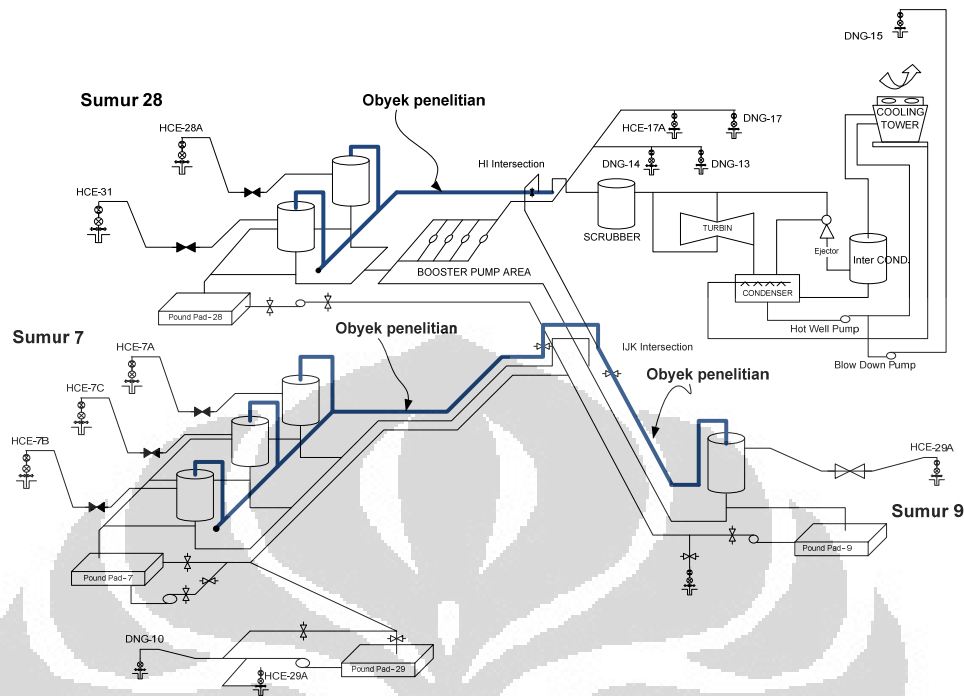 DNG-15
Sumur 28
Obyek penelitian
HCE-28A
HCE-17A
DNG-17
COOLING
TOWER
HI Intersection
DNG-14
DNG-13
HCE-31
SCRUBBER
TURBIN
Ejector
Inter COND.
BOOSTER PUMP AREA
CONDENSER
Pound Pad-28
Hot Well Pump
Blow Down Pump
Sumur 7
Obyek penelitian
HCE-7A
IJK Intersection
Obyek penelitian
HCE-7C
HCE-7B
HCE-29A
Sumur 9
Pound Pad-9
Pound Pad-7
DNG-10
Pound Pad-29
HCE-29A